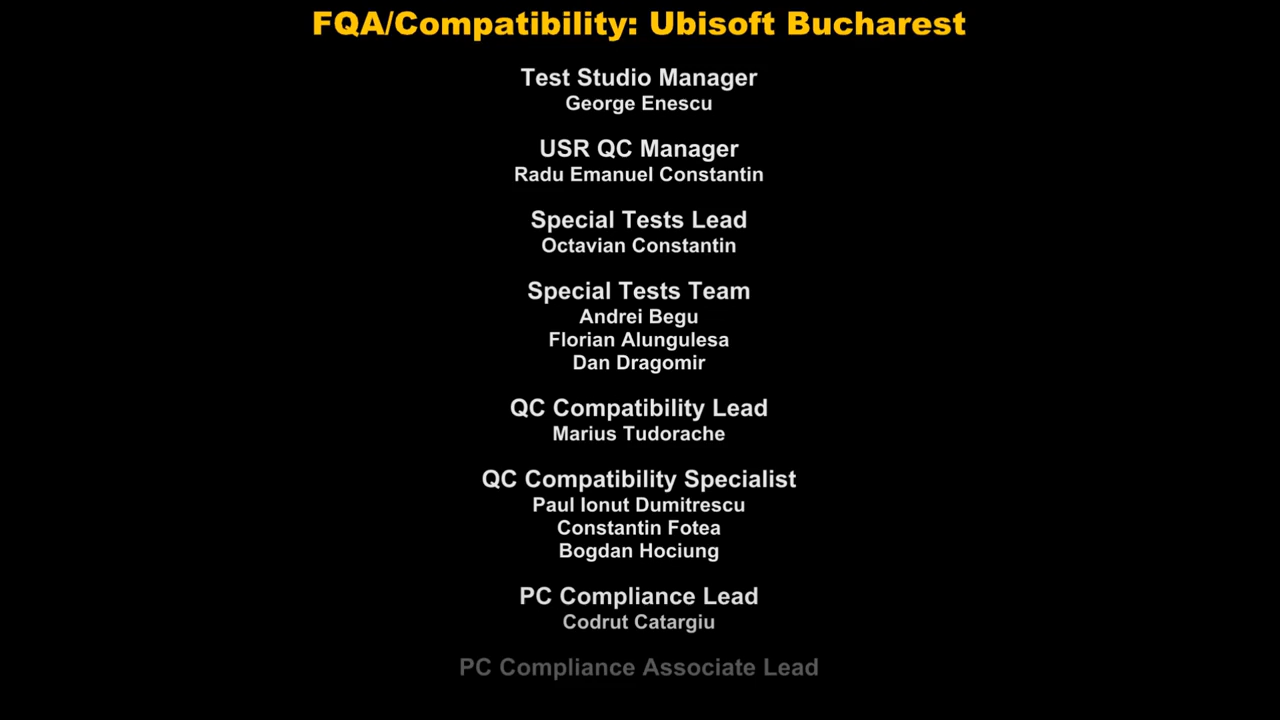 FQA/Compatibility: Ubisoft Bucharest
Test Studio Manager
George Enescu
USR QC Manager
Radu Emanuel Constantin
Special Tests Lead
Octavian Constantin
Special Tests Team
Andrei Begu
Florian Alungulesa
Dan Dragomir
QC Compatibility Lead
Marius Tudorache
QC Compatibility Specialist
Paul Ionut Dumitrescu
Constantin Fotea
Bogdan Hociung
PC Compliance Lead
Codrut Catargiu
PC Compliance Associate Lead